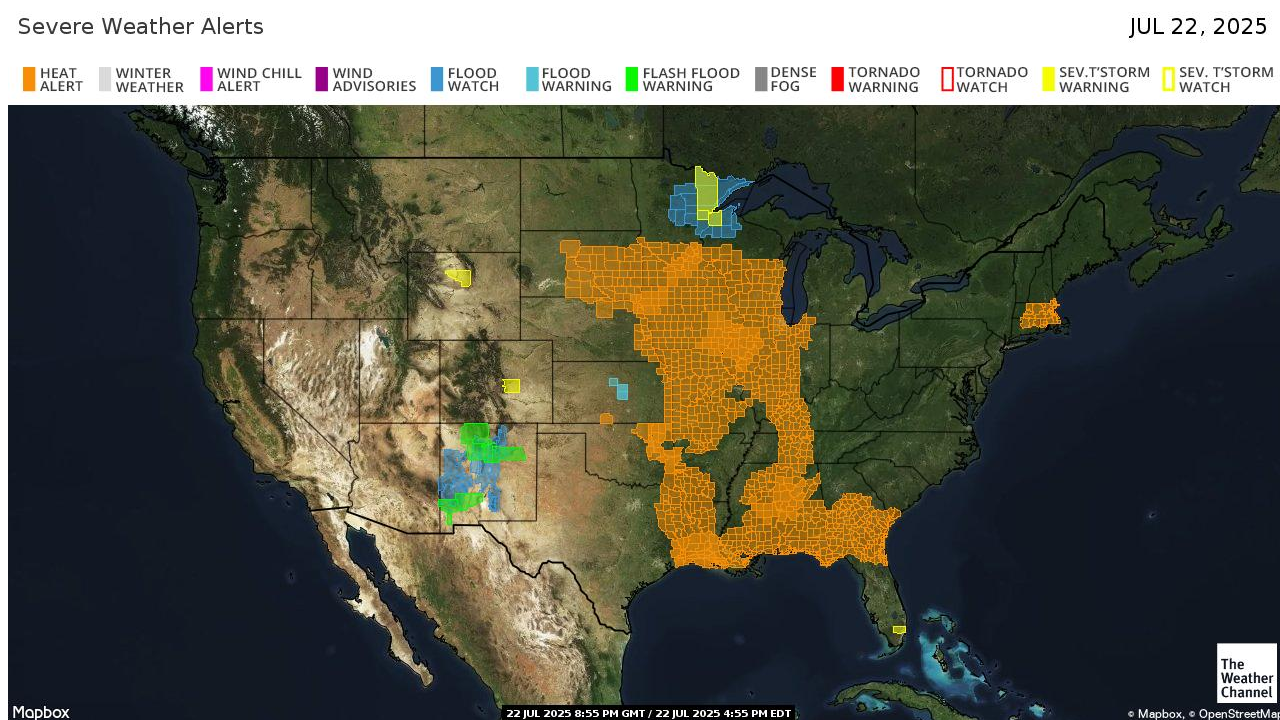 Severe Weather Alerts
JUL 22, 2025
HEAT
ALERT
WINTER
WEATHER
WIND CHILL
ALERT
WIND
ADVISORIES
FLOOD
WATCH
FLOOD
WARNING
FLASH FLOOD
WARNING
DENSE
FOG
TORNADO
WARNING
TORNADO
WATCH
SEV.T'STORM
WARNING
SEV. T'STORM
WATCH
The
Weather
Channel
Mapbox
22 JUL 2025 8:55 PM GMT / 22 JUL 2025 4:55 PM EDT
© Mapbox, © OpenStreetMa